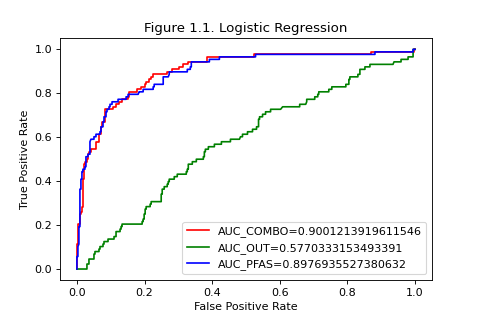 Figure 1.1. Logistic Regression
True Positive Rate
1.0
0.8
0.6
0.4
0.2
0.0
AUC_COMBO=0.9001213919611546
AUC_OUT=0.5770333153493391
AUC_PFAS=0.8976935527380632
0.0 0.2 0.4 0.6 0.8 1.0
False Positive Rate